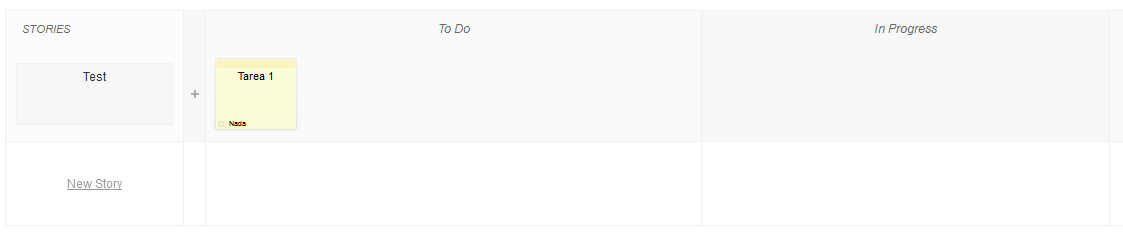 STORIES
To Do
In Progress
Test
+
Tarea 1
Nada
New Story